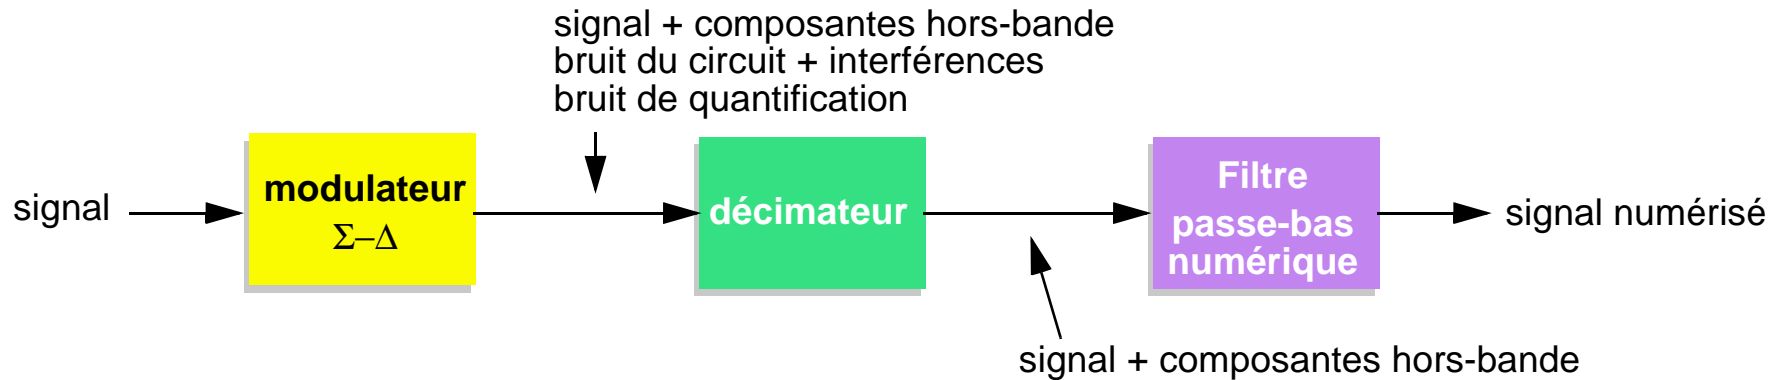 signal + composantes hors-bande
bruit du circuit + interférences
bruit de quantification
signal
modulateur
Σ–Δ
décimateur
Filtre
passe-bas
numérique
signal numérisé
signal + composantes hors-bande